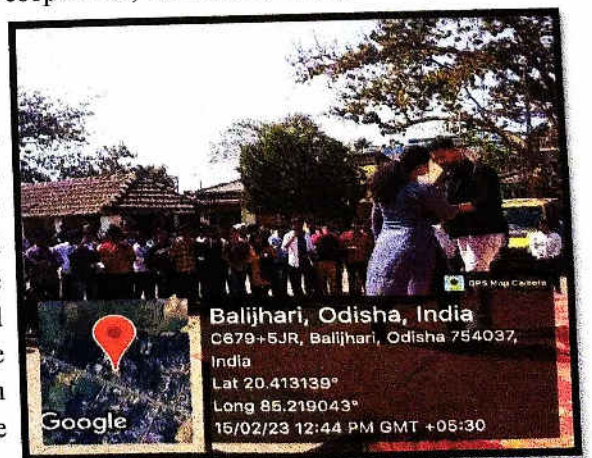 GPS Map Camera
Balijhari, Odisha, India
C679+5JR, Balijhari, Odisha 754037,
India
Lat 20.413139°
Long 85.219043°
15/02/23 12:44 PM GMT +05:30
Google